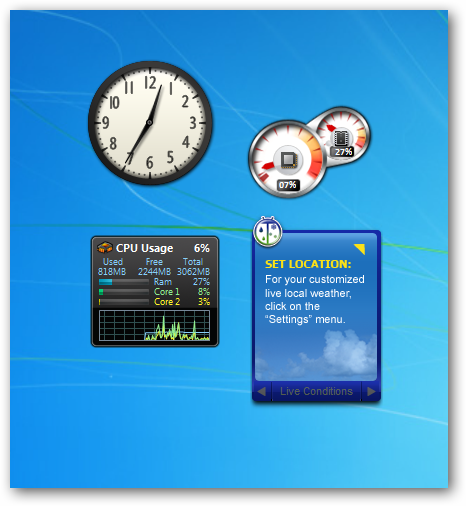 12
1
2
3
4
5
6
7
8
9
10
11
07%
27%
CPU Usage 6%
Used Free Total
818MB 2244MB 3062MB
Ram 27%
Core 1 8%
Core 2 3%
SET LOCATION:
For your customized
live local weather,
click on the
“Settings” menu.
Live Conditions